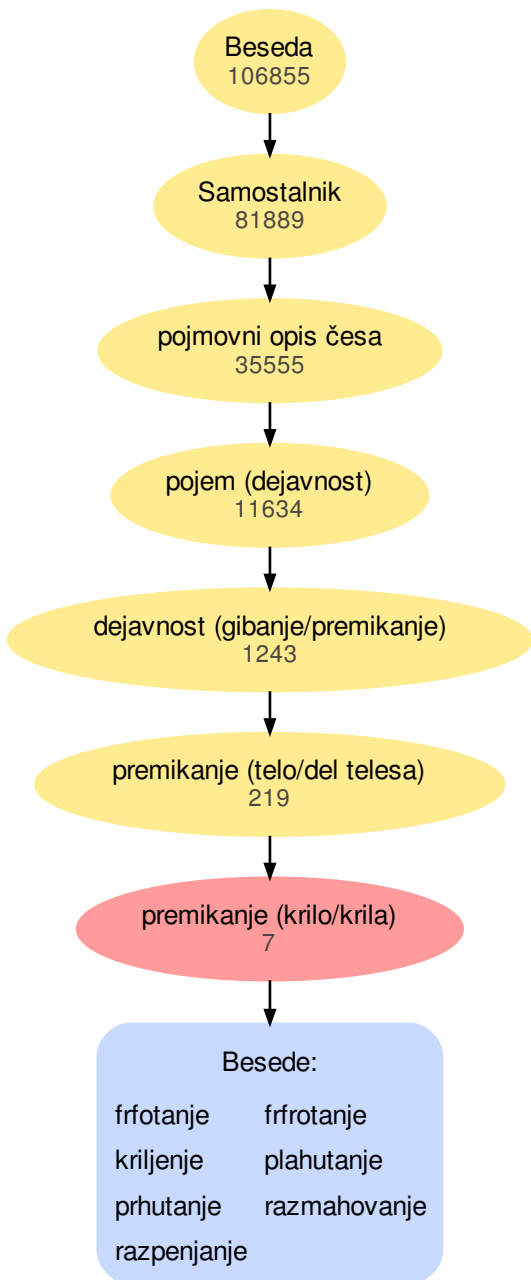 Beseda
106855
Samostalnik
81889
pojmovni opis česa
35555
pojem (dejavnost)
11634
dejavnost (gibanje/premikanje)
1243
premikanje (telo/del telesa)
219
premikanje (krilo/krila)
7
Besede:
frfotanje frfrotanje
kriljenje plahutanje
prhutanje razmahovanje
razpenjanje